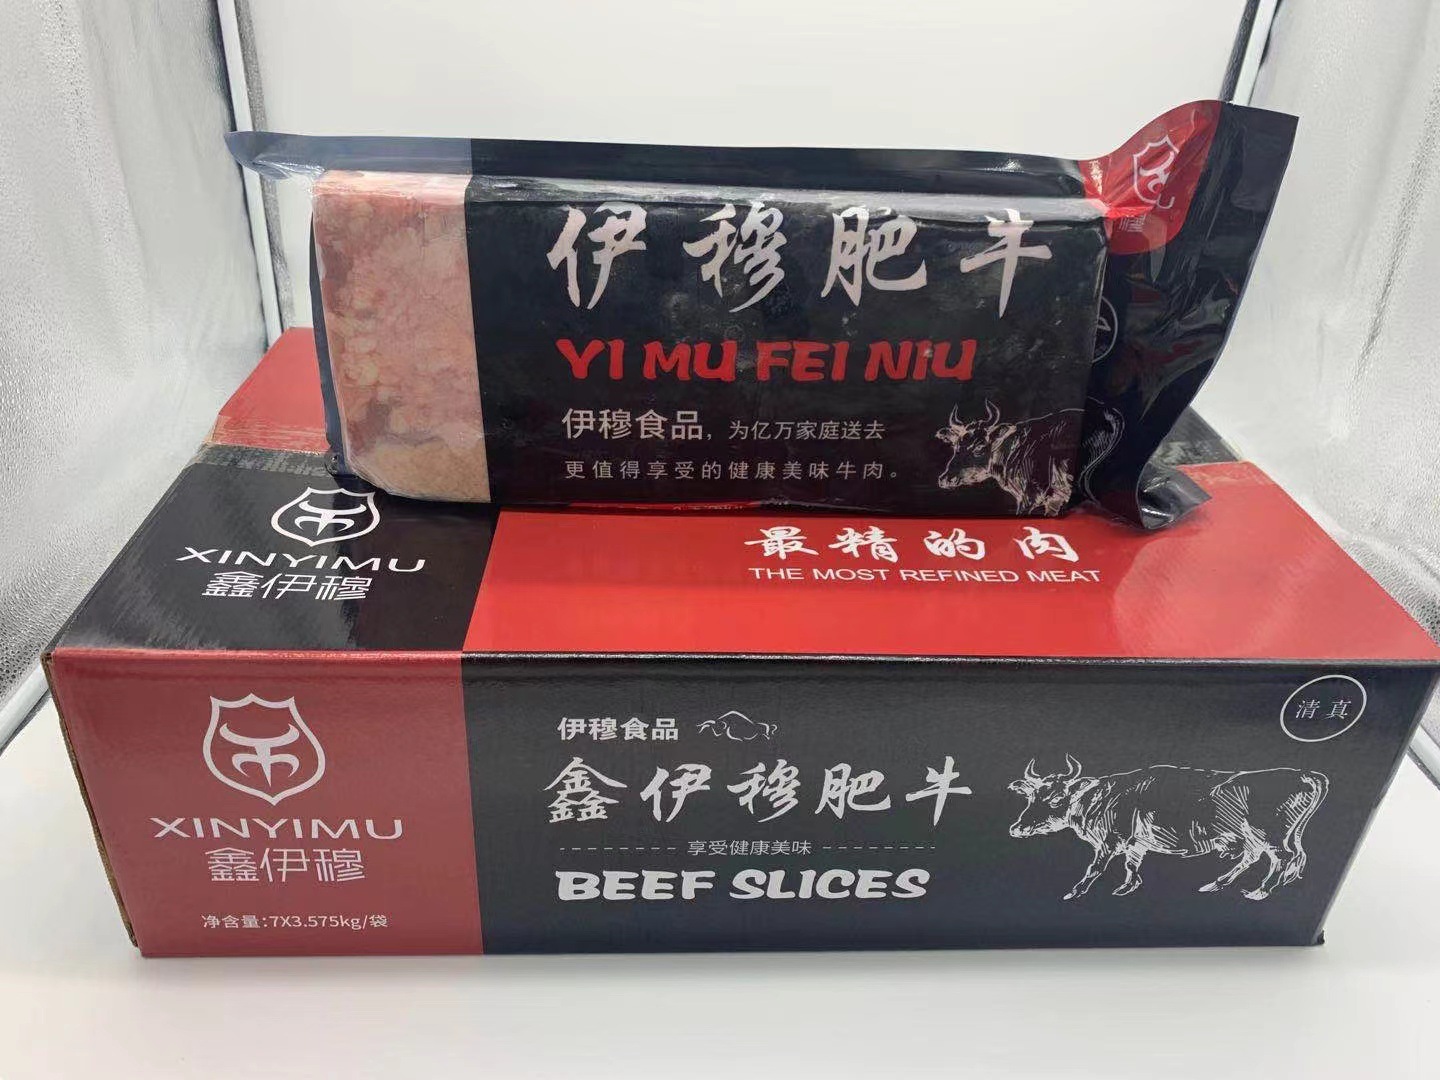 伊穆肥牛
YI MU FEI NIU
伊穆食品，为亿万家庭送去
更值得享受的健康美味牛肉。
XINYIMU
鑫伊穆
最精的肉
THE MOST REFINED MEAT
XINYIMU
鑫伊穆
净含量:7X3.575kg/袋
伊穆食品
鑫伊穆肥牛
享受健康美味
BEEF SLICES
清真